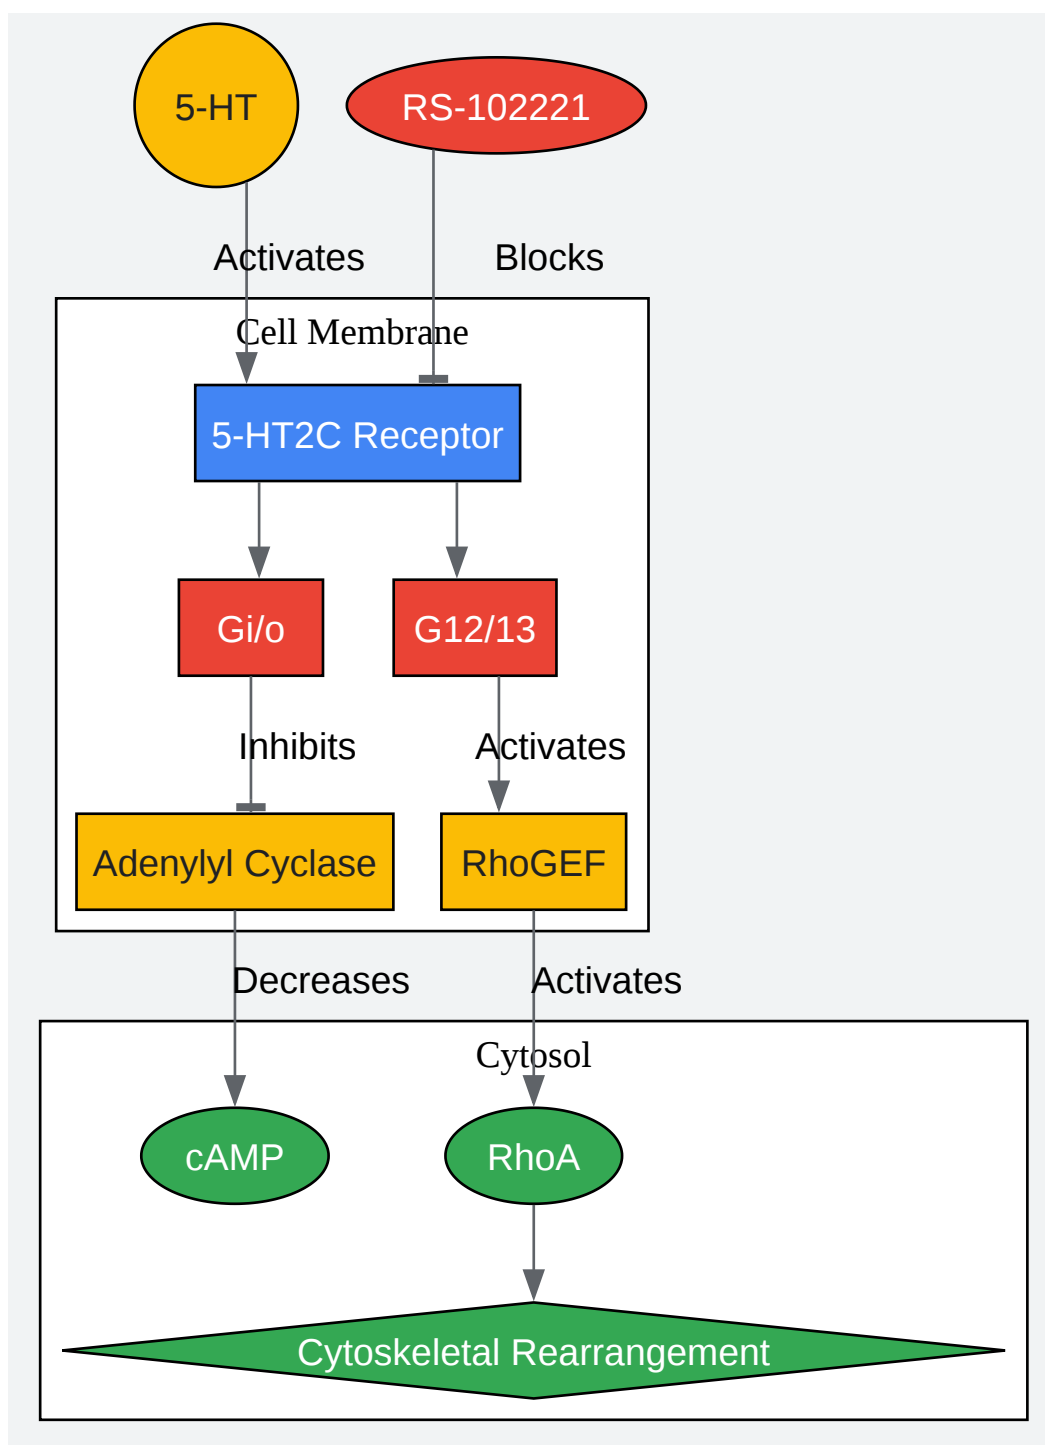 5-HT
RS-102221
Activates
Blocks
Cell Membrane
5-HT2C Receptor
Gi/o
G12/13
Inhibits
Activates
Adenylyl Cyclase
RhoGEF
Decreases
Activates
Cytosol
cAMP
RhoA
Cytoskeletal Rearrangement